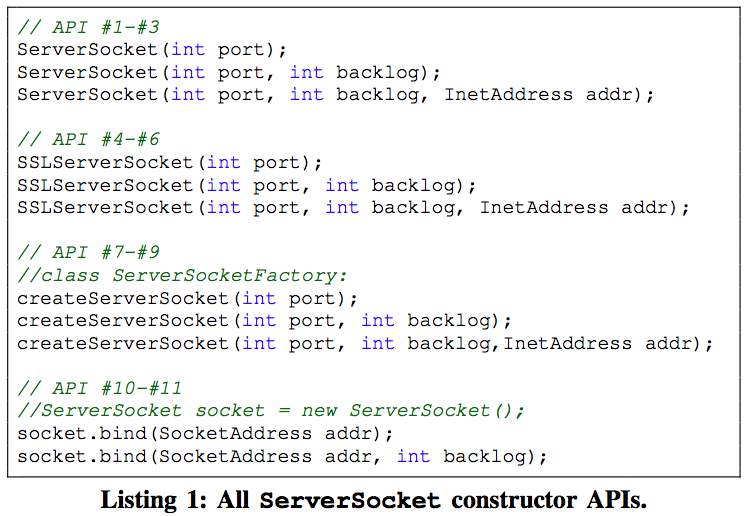 // API #1-#3
ServerSocket(int port);
ServerSocket(int port, int backlog);
ServerSocket(int port, int backlog, InetAddress addr);
// API #4-#6
SSLServerSocket(int port);
SSLServerSocket(int port, int backlog);
SSLServerSocket(int port, int backlog, InetAddress addr);
// API #7-#9
//class ServerSocketFactory:
createServerSocket(int port);
createServerSocket(int port, int backlog);
createServerSocket(int port, int backlog,InetAddress addr);
// API #10-#11
//ServerSocket socket = new ServerSocket();
socket.bind(SocketAddress addr);
socket.bind(SocketAddress addr, int backlog);
Listing 1: All ServerSocket constructor APIs.